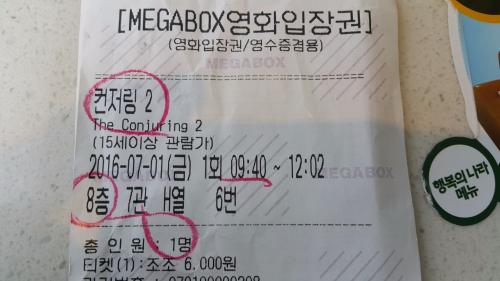 [MEGABOX영화입장권]
(영화입장권/영수증겸용)
MEGABOX
컨저링 2
The Conjuring 2
(15세이상 관람가)
2016-07-01(금) 1회 09:40 ~ 12:02
MEGABOX
8층 7관 H열 6번
총 인원 : 1명
티켓(1): 조조 6,000원
행복의 나라
메뉴